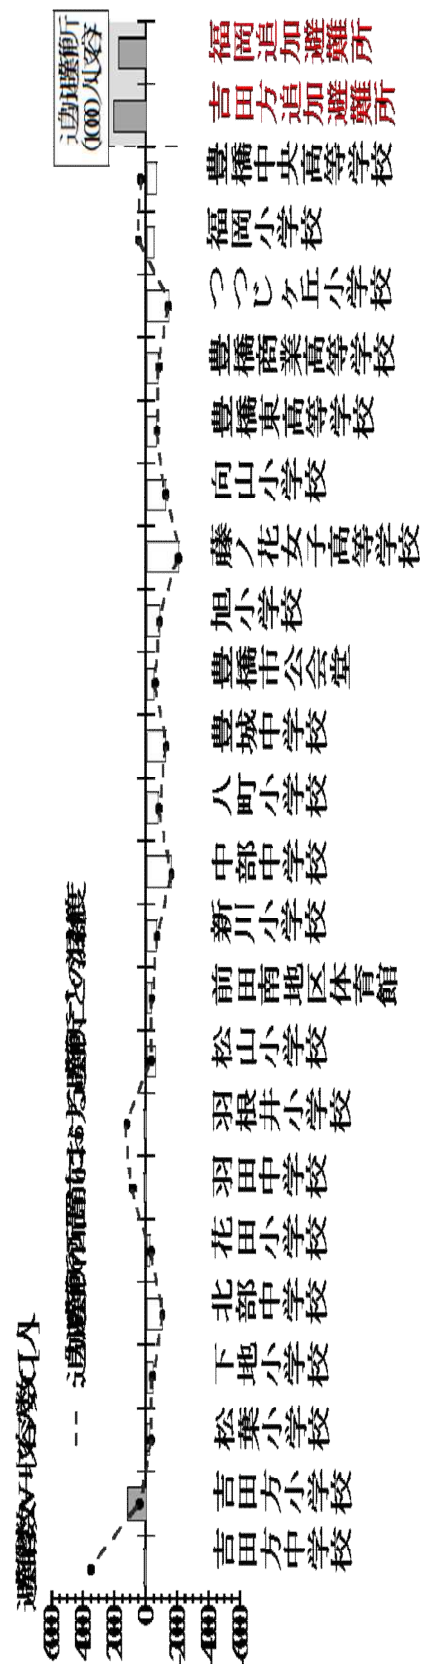 600
400
200
0
-200
-400
-600
吉田方中学校
吉田方小学校
松葉小学校
下地小学校
北部中学校
花田小学校
羽田中学校
羽根井小学校
松山小学校
前田南地区体育館
新川小学校
中部中学校
八町小学校
豊城中学校
豊橋市公会堂
旭小学校
藤ノ花女子高等学校
向山小学校
豊橋東高等学校
豊橋商業高等学校
つつじヶ丘小学校
福岡小学校
豊橋中央高等学校
吉田方追加避難所
福岡追加避難所